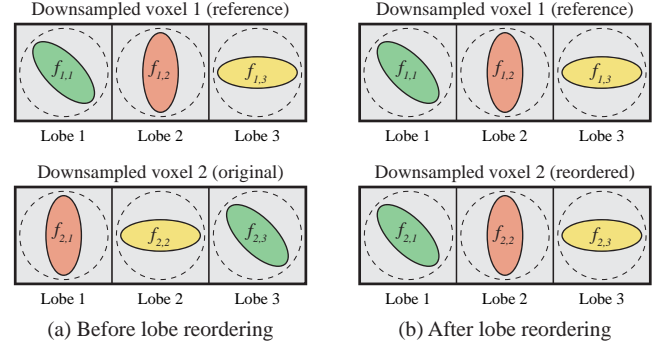 Downsampled voxel 1 (reference)
f1,1 f1,2 f1,3
Lobe 1 Lobe 2 Lobe 3
Downsampled voxel 2 (original)
f2,1 f2,2 f2,3
Lobe 1 Lobe 2 Lobe 3
(a) Before lobe reordering
Downsampled voxel 1 (reference)
f1,1 f1,2 f1,3
Lobe 1 Lobe 2 Lobe 3
Downsampled voxel 2 (reordered)
f2,1 f2,2 f2,3
Lobe 1 Lobe 2 Lobe 3
(b) After lobe reordering